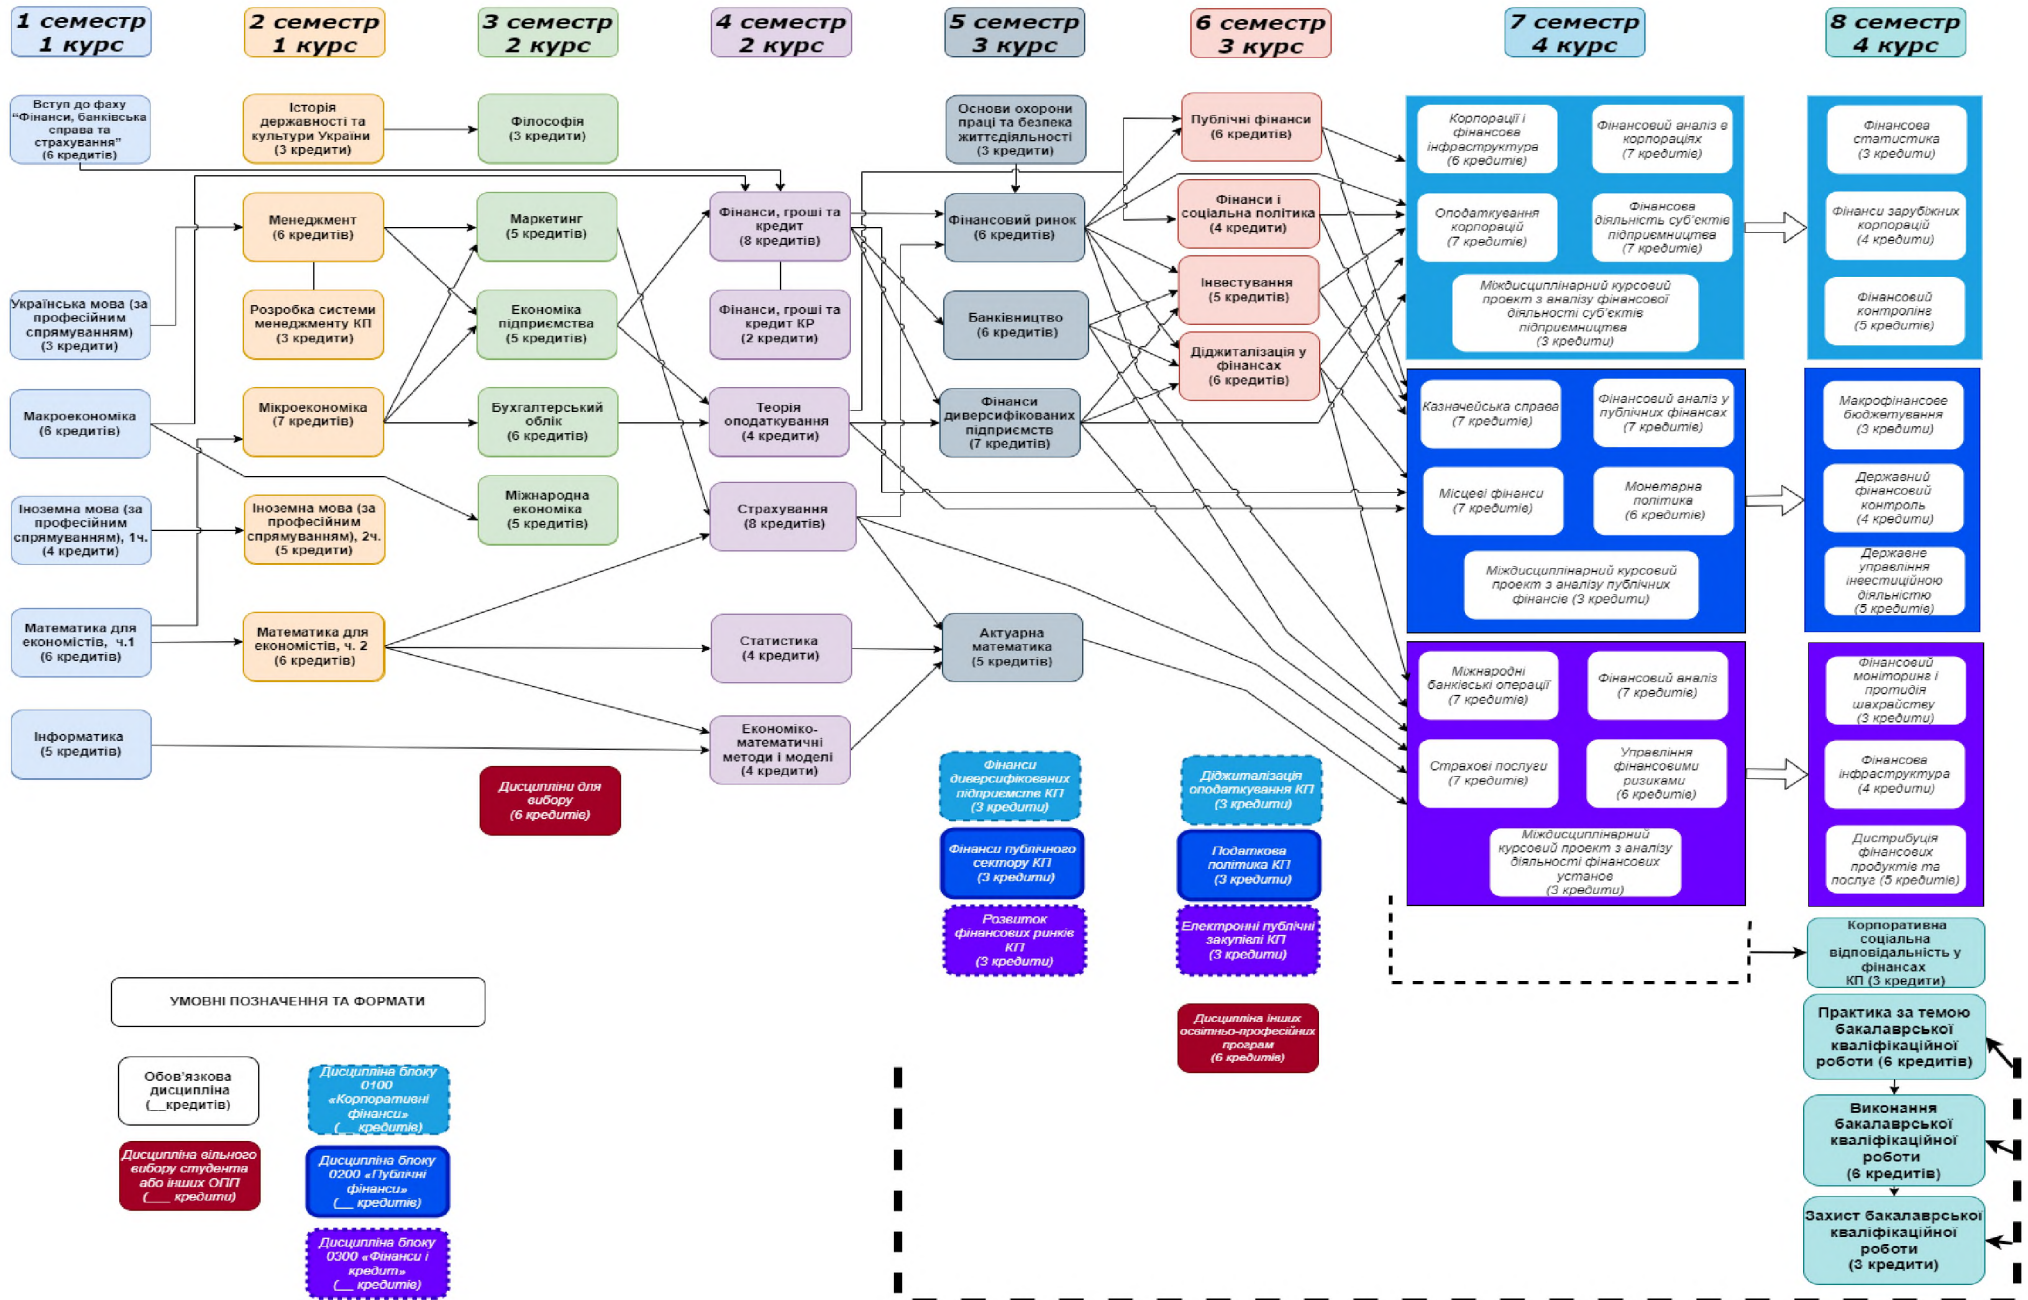 1 семестр
1 курс
2 семестр
1 курс
3 семестр
2 курс
4 семестр
2 курс
5 семестр
3 курс
6 семестр
3 курс
7 семестр
4 курс
8 семестр
4 курс
Вступ до фаху
“Фінанси, банківська
справа та
страхування”
(6 кредитів)
Українська мова (за
професійним
спрямуванням)
(3 кредити)
Макроекономіка
(6 кредитів)
Іноземна мова (за
професійним
спрямуванням), 1ч.
(4 кредити)
Математика для
економістів, ч.1
(6 кредитів)
Інформатика
(5 кредитів)
Історія
державності та
культури України
(3 кредити)
Менеджмент
(6 кредитів)
Розробка системи
менеджменту КП
(3 кредити)
Мікроекономіка
(7 кредитів)
Іноземна мова (за
професійним
спрямуванням), 2ч.
(5 кредити)
Математика для
економістів, ч. 2
(6 кредитів)
Філософія
(3 кредити)
Маркетинг
(5 кредитів)
Економіка
підприємства
(5 кредитів)
Бухгалтерський
облік
(6 кредитів)
Міжнародна
економіка
(5 кредитів)
Дисципліни для
вибору
(6 кредитів)
Фінанси, гроші та
кредит
(8 кредитів)
Фінанси, гроші та
кредит КР
(2 кредити)
Теорія
оподаткування
(4 кредити)
Страхування
(8 кредитів)
Статистика
(4 кредити)
Економіко-
математичні
методи і моделі
(4 кредити)
Основи охорони
праці та безпека
життєдіяльності
(3 кредити)
Фінансовий ринок
(6 кредитів)
Банківництво
(6 кредитів)
Фінанси
диверсифікованих
підприємств
(7 кредитів)
Актуарна
математика
(5 кредитів)
Фінанси
диверсифікованих
підприємств КП
(3 кредити)
Фінанси публічного
сектору КП
(3 кредити)
Розвиток
фінансових ринків
КП
(3 кредити)
Публічні фінанси
(6 кредитів)
Фінанси і
соціальна політика
(4 кредити)
Інвестування
(5 кредитів)
Діджиталізація у
фінансах
(6 кредитів)
Діджиталізація
оподаткування КП
(3 кредити)
Податкова
політика КП
(3 кредити)
Електронні публічні
закупівлі КП
(3 кредити)
Дисципліна інших
освітньо-професійних
програм
(6 кредитів)
Корпорації і
фінансова
інфраструктура
(6 кредитів)
Фінансовий аналіз в
корпораціях
(7 кредитів)
Оподаткування
корпорацій
(7 кредитів)
Фінансова
діяльність суб’єктів
підприємництва
(7 кредитів)
Міждисциплінарний курсовий
проект з аналізу фінансової
діяльності суб’єктів
підприємництва
(3 кредити)
Казначейська справа
(7 кредитів)
Фінансовий аналіз у
публічних фінансах
(7 кредитів)
Місцеві фінанси
(7 кредитів)
Монетарна
політика
(6 кредитів)
Міждисциплінарний курсовий
проект з аналізу публічних
фінансів (3 кредити)
Міжнародні
банківські операції
(7 кредитів)
Фінансовий аналіз
(7 кредитів)
Страхові послуги
(7 кредитів)
Управління
фінансовими
ризиками
(6 кредитів)
Міждисциплінарний
курсовий проект з аналізу
діяльності фінансових
установ
(3 кредити)
Фінансова
статистика
(3 кредити)
Фінанси зарубіжних
корпорацій
(4 кредити)
Фінансовий
контролінг
(5 кредитів)
Макрофінансове
бюджетування
(3 кредити)
Державний
фінансовий
контроль
(4 кредити)
Державне
управління
інвестиційною
діяльністю
(5 кредитів)
Фінансовий
моніторинг і
протидія
шахрайству
(3 кредити)
Фінансова
інфраструктура
(4 кредити)
Дистрибуція
фінансових
продуктів та
послуг (5 кредитів)
Корпоративна
соціальна
відповідальність у
фінансах
КП (3 кредити)
Практика за темою
бакалаврської
кваліфікаційної
роботи (6 кредитів)
Виконання
бакалаврської
кваліфікаційної
роботи
(6 кредитів)
Захист бакалаврської
кваліфікаційної
роботи
(3 кредити)
УМОВНІ ПОЗНАЧЕННЯ ТА ФОРМАТИ
Обов’язкова
дисципліна
(__кредитів)
Дисципліна вільного
вибору студента
або інших ОПП
(___ кредити)
Дисципліна блоку
0100
«Корпоративні
фінанси»
(__ кредитів)
Дисципліна блоку
0200 «Публічні
фінанси»
(__ кредитів)
Дисципліна блоку
0300 «Фінанси і
кредит»
(__ кредитів)